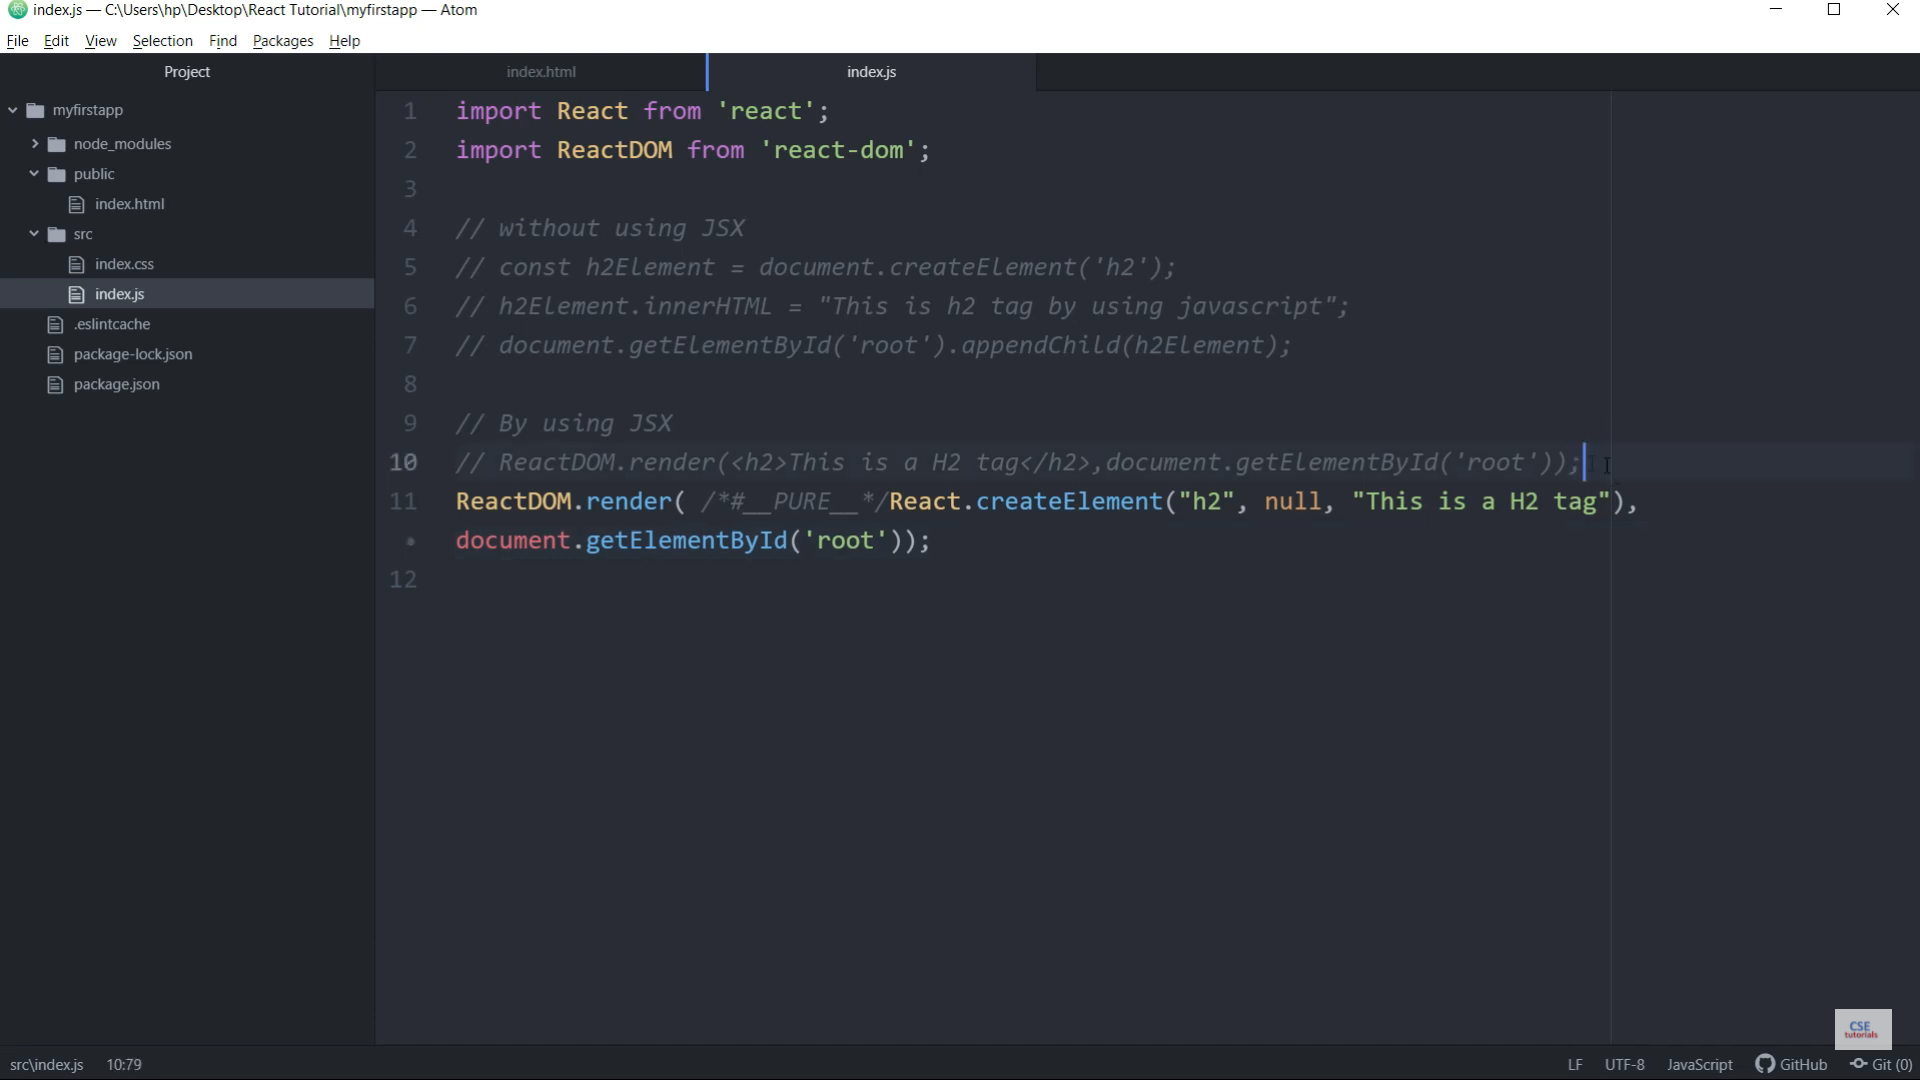 index.js — C:\Users\hp\Desktop\React Tutorial\myfirstapp — Atom
File Edit View Selection Find Packages Help
Project
myfirstapp
node_modules
public
index.html
src
index.css
index.js
.eslintcache
package-lock.json
package.json
index.html index.js
1 import React from 'react';
2 import ReactDOM from 'react-dom';
3
4 // without using JSX
5 // const h2Element = document.createElement('h2');
6 // h2Element.innerHTML = "This is h2 tag by using javascript";
7 // document.getElementById('root').appendChild(h2Element);
8
9 // By using JSX
10 // ReactDOM.render(<h2>This is a H2 tag</h2>,document.getElementById('root'));
11 ReactDOM.render( /*#__PURE__*/React.createElement("h2", null, "This is a H2 tag"),
• document.getElementById('root'));
12
CSE
tutorials
src\index.js 10:79 LF UTF-8 JavaScript GitHub Git (0)